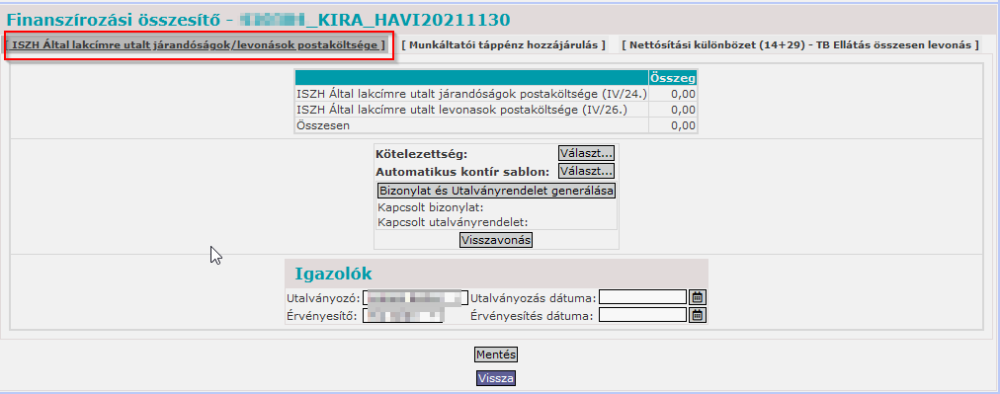 Finanszírozási összesítő - _KIRA_HAVI20211130
[ ISZH Által lakcímre utalt járandóságok/levonások postaköltsége ] [ Munkáltatói táppénz hozzájárulás ] [ Nettósítási különbözet (14+29) - TB Ellátás összesen levonás ]
Összeg
ISZH Által lakcímre utalt járandóságok postaköltsége (IV/24.) 0,00
ISZH Által lakcímre utalt levonasok postaköltsége (IV/26.) 0,00
Összesen 0,00
Kötelezettség: Választ...
Automatikus kontír sablon: Választ...
Bizonylat és Utalványrendelet generálása
Kapcsolt bizonylat:
Kapcsolt utalványrendelet:
Visszavonás
Igazolók
Utalványozó: Utalványozás dátuma:
Érvényesítő: Érvényesítés dátuma:
Mentés
Vissza